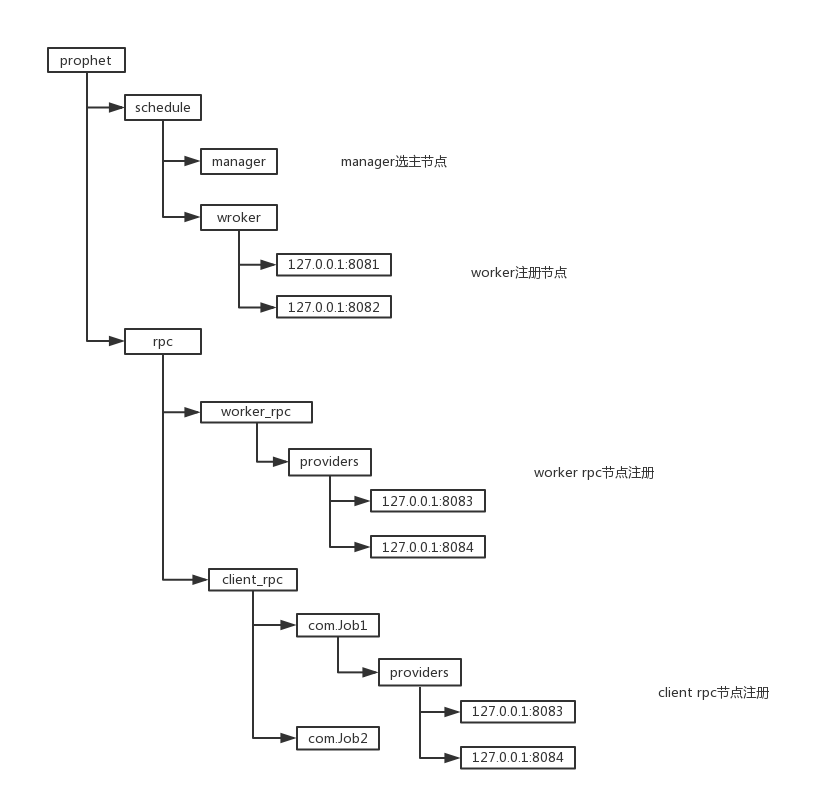 prophet
schedule
manager
manager选主节点
wroker
127.0.0.1:8081
worker注册节点
127.0.0.1:8082
rpc
worker_rpc
providers
worker rpc节点注册
127.0.0.1:8083
127.0.0.1:8084
client_rpc
com.Job1
providers
client rpc节点注册
127.0.0.1:8083
com.Job2
127.0.0.1:8084